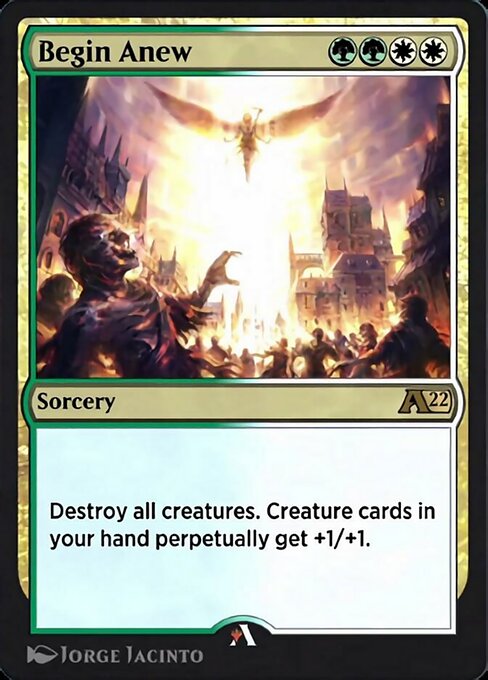 Begin Anew
Sorcery
A22
Destroy all creatures. Creature cards in
your hand perpetually get +1/+1.
JORGE JACINTO